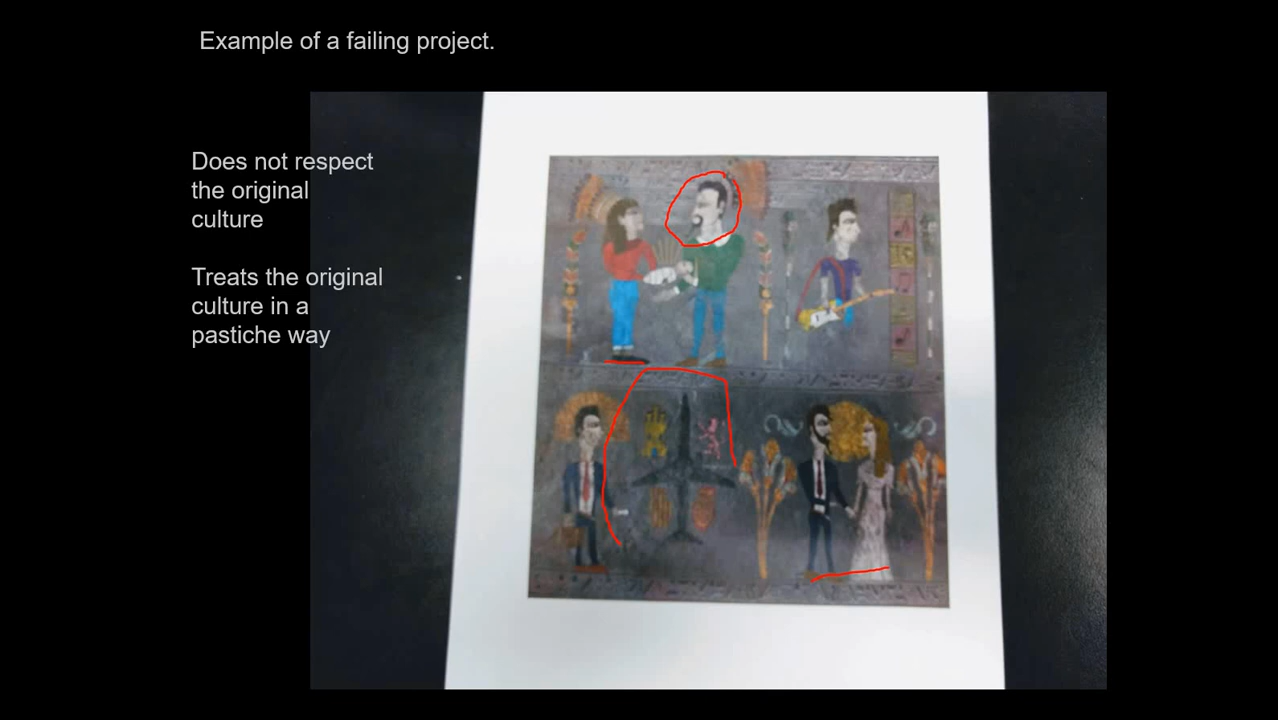 Example of a failing project.
Does not respect
the original
culture
Treats the original
culture in a
pastiche way